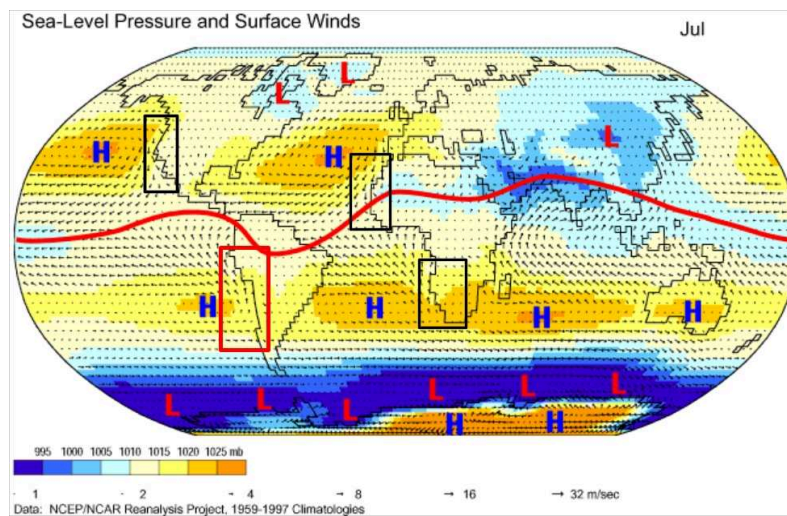 Sea-Level Pressure and Surface Winds
Jul
L
L
H
H
L
H
H
H
H
L
L
L
L
L
L
H
H
995 1000 1005 1010 1015 1020 1025 mb
1 2 4 8 16 32 m/sec
Data: NCEP/NCAR Reanalysis Project, 1959-1997 Climatologies